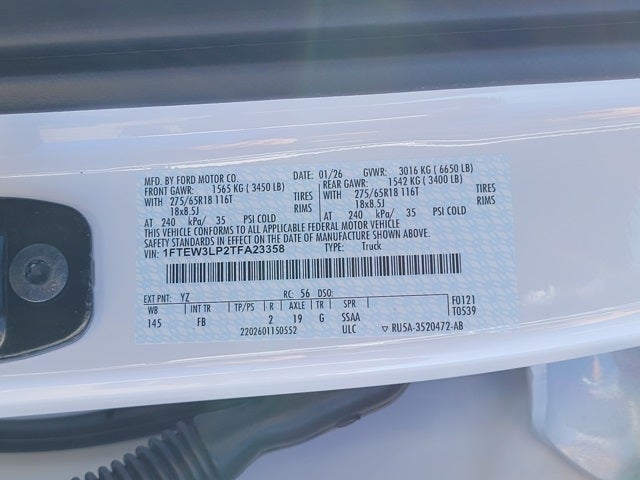 MFD. BY FORD MOTOR CO. DATE: 01/26 GVWR: 3016 KG ( 6650 LB)
FRONT GAWR: 1565 KG ( 3450 LB) REAR GAWR: 1542 KG ( 3400 LB)
WITH 275/65R18 116T TIRES WITH 275/65R18 116T TIRES
18x8.5J RIMS 18x8.5J RIMS
AT 240 kPa/ 35 PSI COLD AT 240 kPa/ 35 PSI COLD
THIS VEHICLE CONFORMS TO ALL APPLICABLE FEDERAL MOTOR VEHICLE
SAFETY STANDARDS IN EFFECT ON THE DATE OF MANUFACTURE SHOWN ABOVE.
VIN: 1FTEW3LP2TFA23358 TYPE: Truck
EXT PNT: YZ RC: 56 DSO: F0121
WB INT TR TP/PS R AXLE TR SPR T0539
145 FB 2 19 G SSAA
2202601150552 ULC ▽ RU5A-3520472-AB